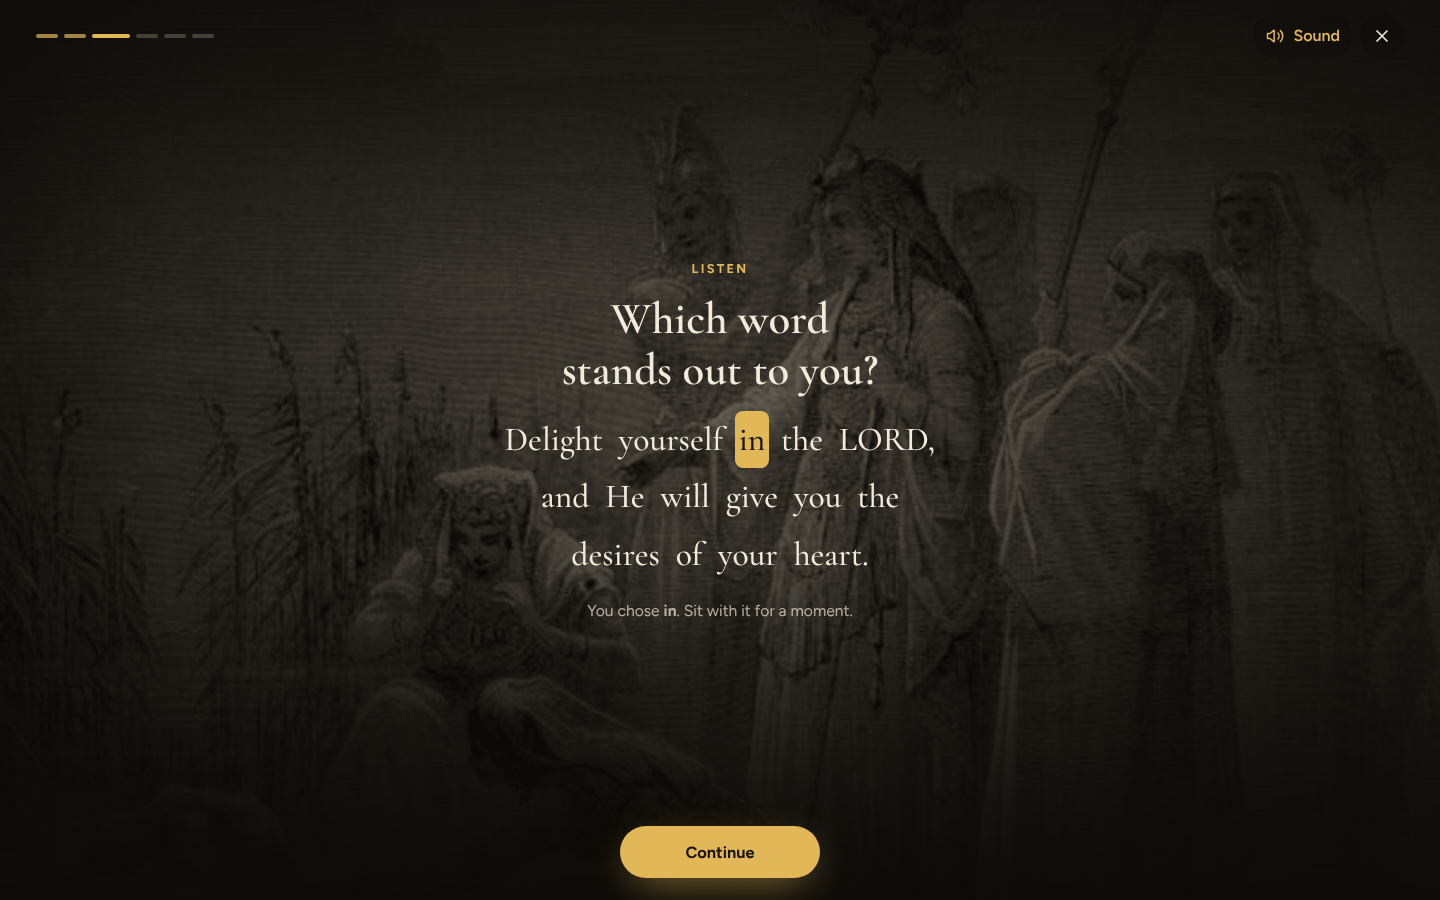 Sound
LISTEN
Which word
stands out to you?
Delight yourself in the LORD,
and He will give you the
desires of your heart.
You chose in. Sit with it for a moment.
Continue